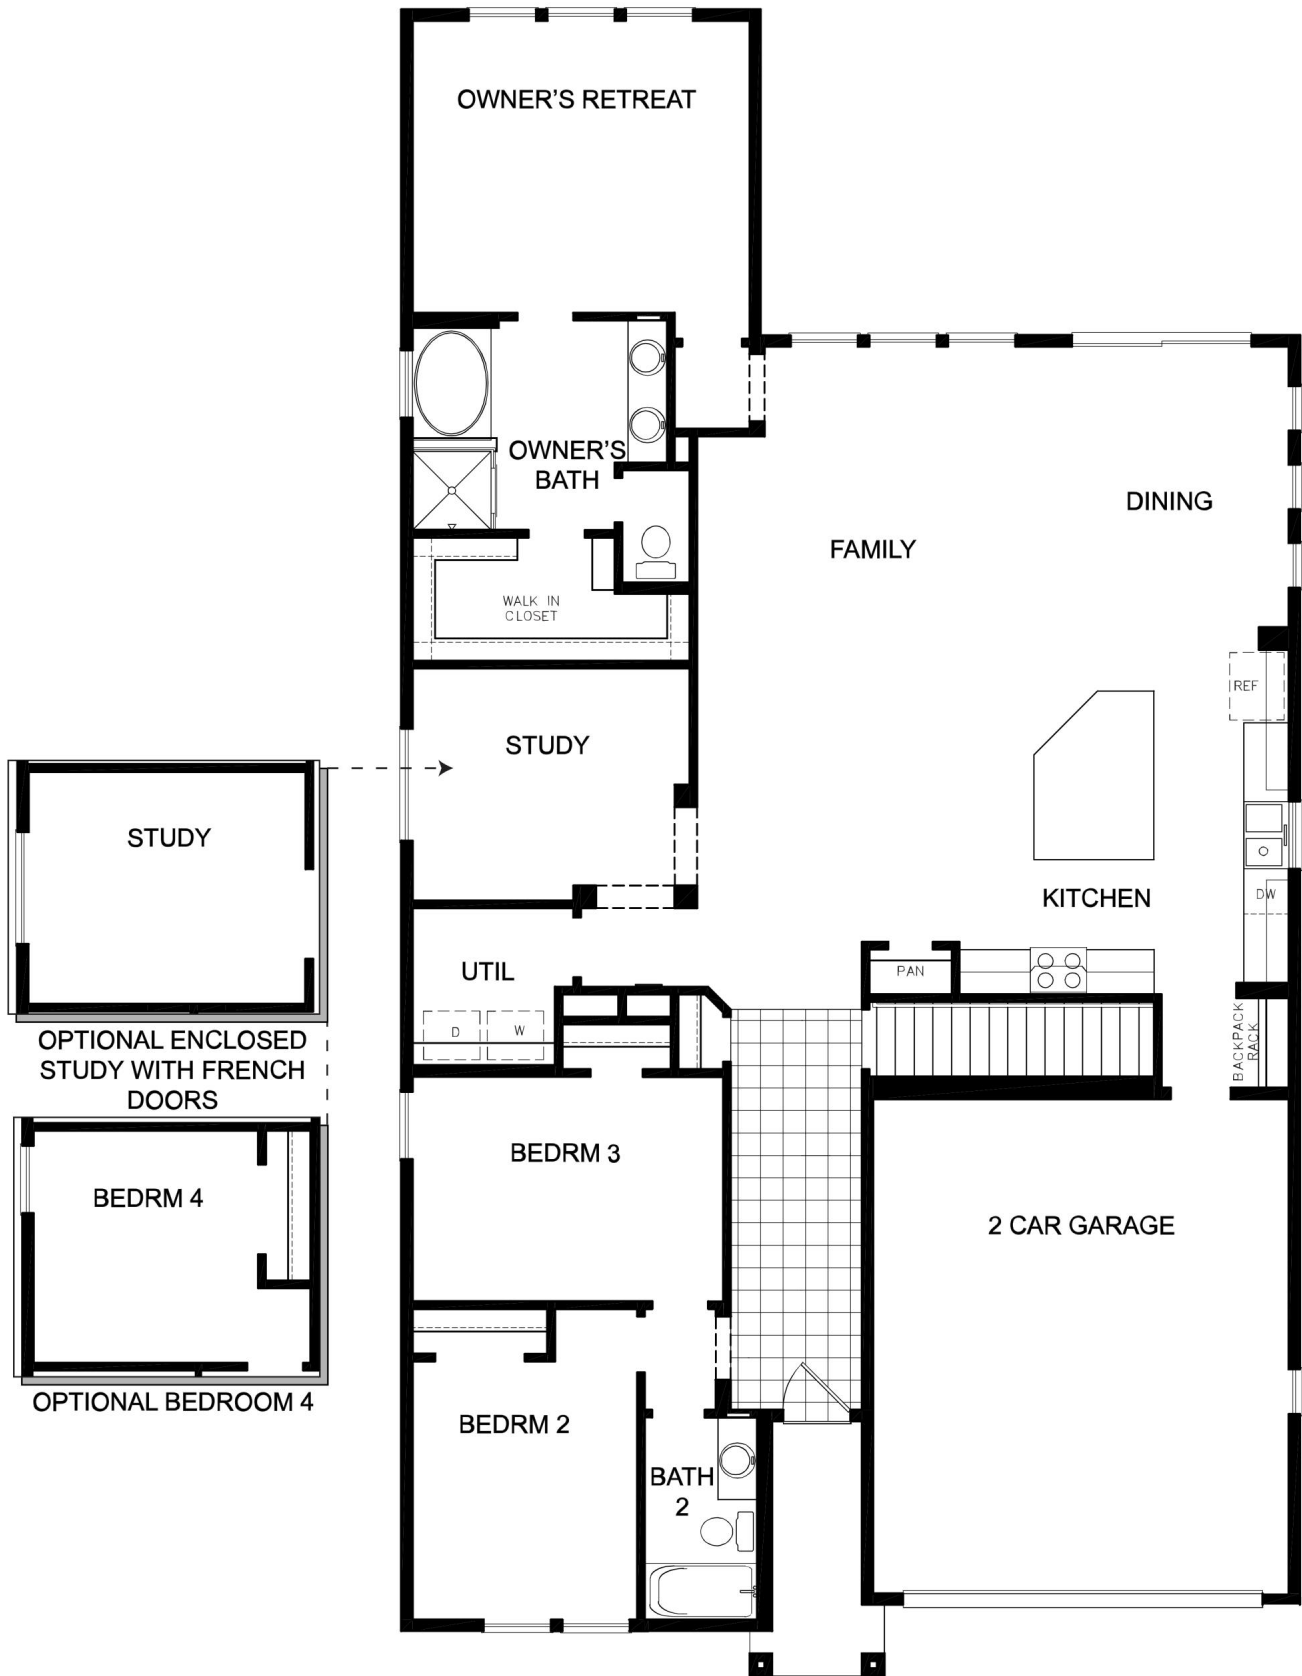 OWNER'S RETREAT
OWNER'S
BATH
DINING
FAMILY
WALK IN
CLOSET
REF
STUDY
STUDY
DW
KITCHEN
UTIL
PAN
D
W
BACKPACK
RACK
OPTIONAL ENCLOSED
STUDY WITH FRENCH
DOORS
BEDRM 3
BEDRM 4
2 CAR GARAGE
OPTIONAL BEDROOM 4
BEDRM 2
BATH
2